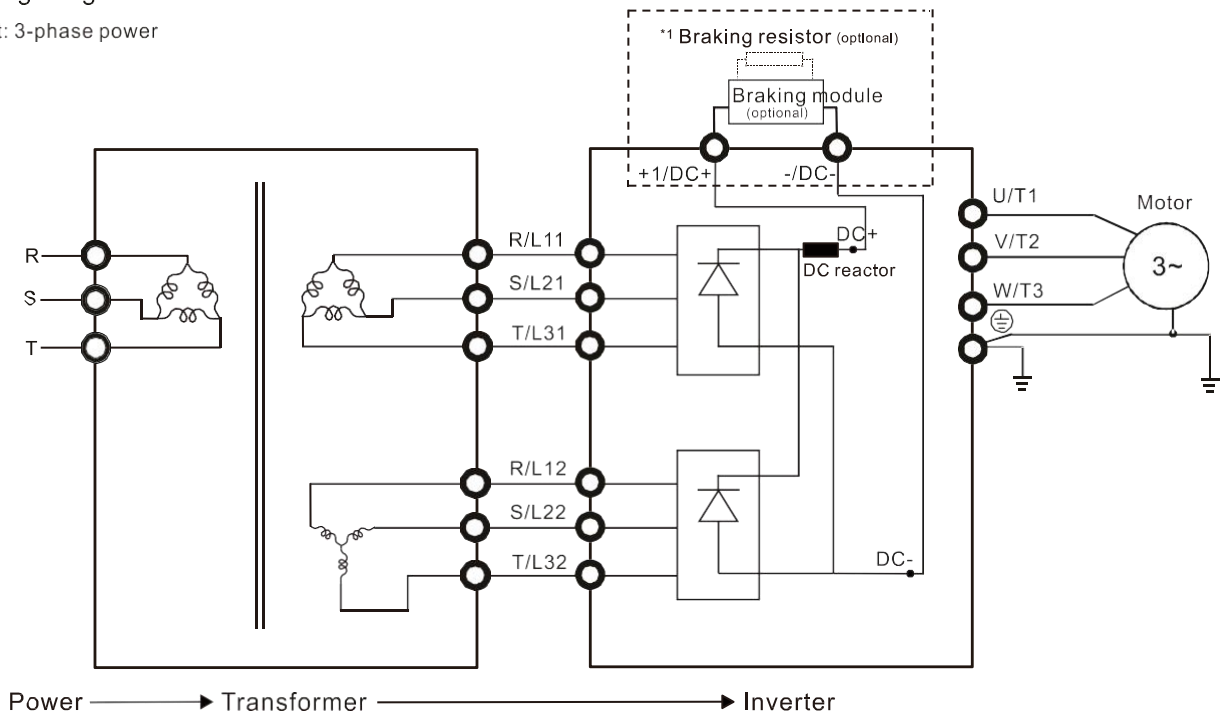 : 3-phase power
*1 Braking resistor (optional)
Braking module
(optional)
+1/DC+
-/DC-
R
S
T
R/L11
S/L21
T/L31
R/L12
S/L22
T/L32
DC+
DC reactor
DC-
U/T1
V/T2
W/T3
Motor
3~
Power
Transformer
Inverter